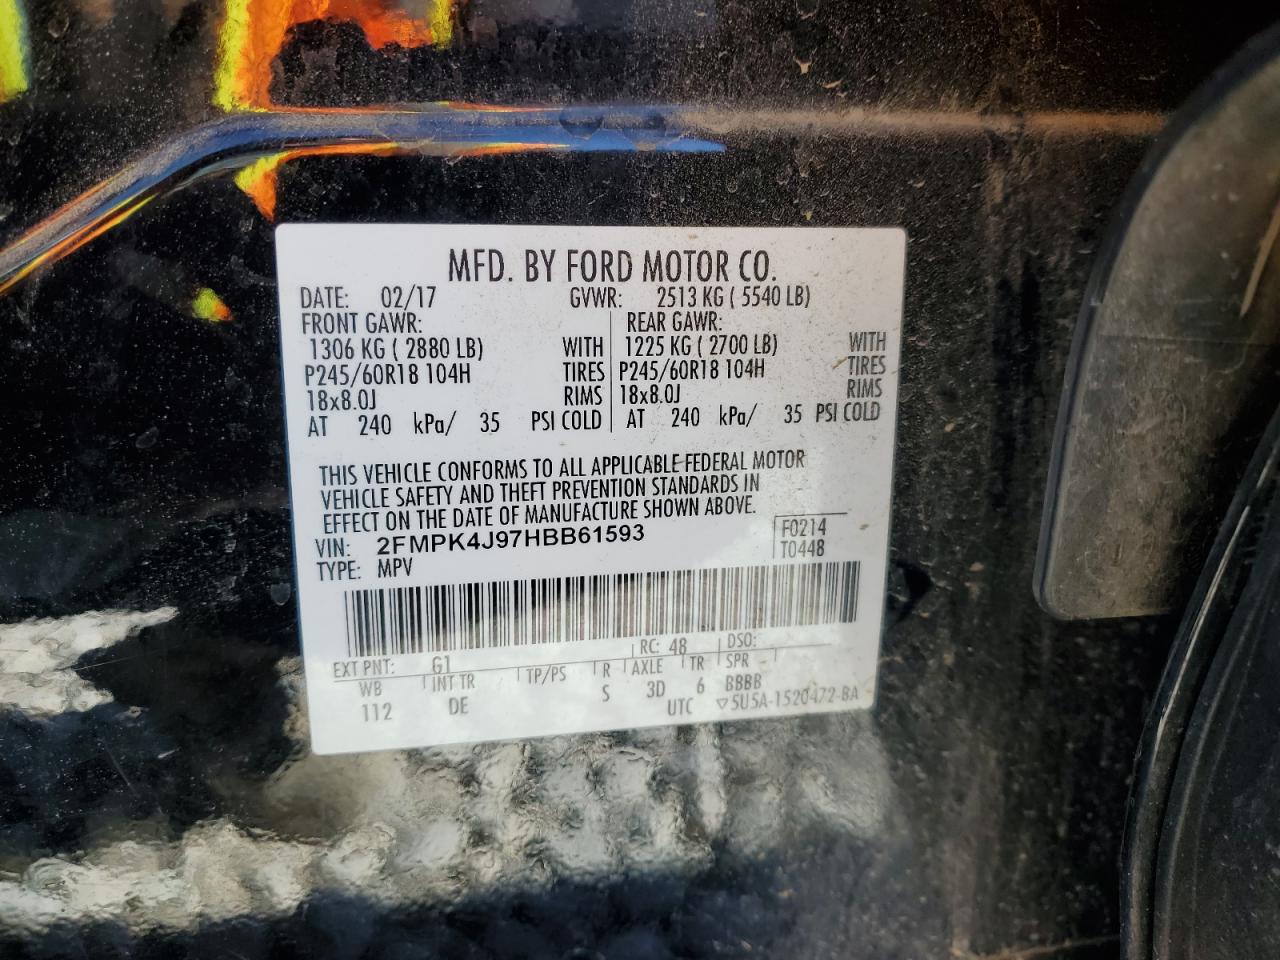 MFD. BY FORD MOTOR CO.
DATE: 02/17 GVWR: 2513 KG ( 5540 LB)
FRONT GAWR: REAR GAWR:
1306 KG ( 2880 LB) WITH 1225 KG ( 2700 LB) WITH
P245/60R18 104H TIRES P245/60R18 104H TIRES
18x8.0J RIMS 18x8.0J RIMS
AT 240 kPa/ 35 PSI COLD AT 240 kPa/ 35 PSI COLD
THIS VEHICLE CONFORMS TO ALL APPLICABLE FEDERAL MOTOR
VEHICLE SAFETY AND THEFT PREVENTION STANDARDS IN
EFFECT ON THE DATE OF MANUFACTURE SHOWN ABOVE.
VIN: 2FMPK4J97HBB61593 F0214
TYPE: MPV T0448
EXT PNT: G1 RC: 48 DSO:
WB INT TR TP/PS R AXLE TR SPR
112 DE S 3D 6 BBBB
UTC ▽5U5A-1520472-BA